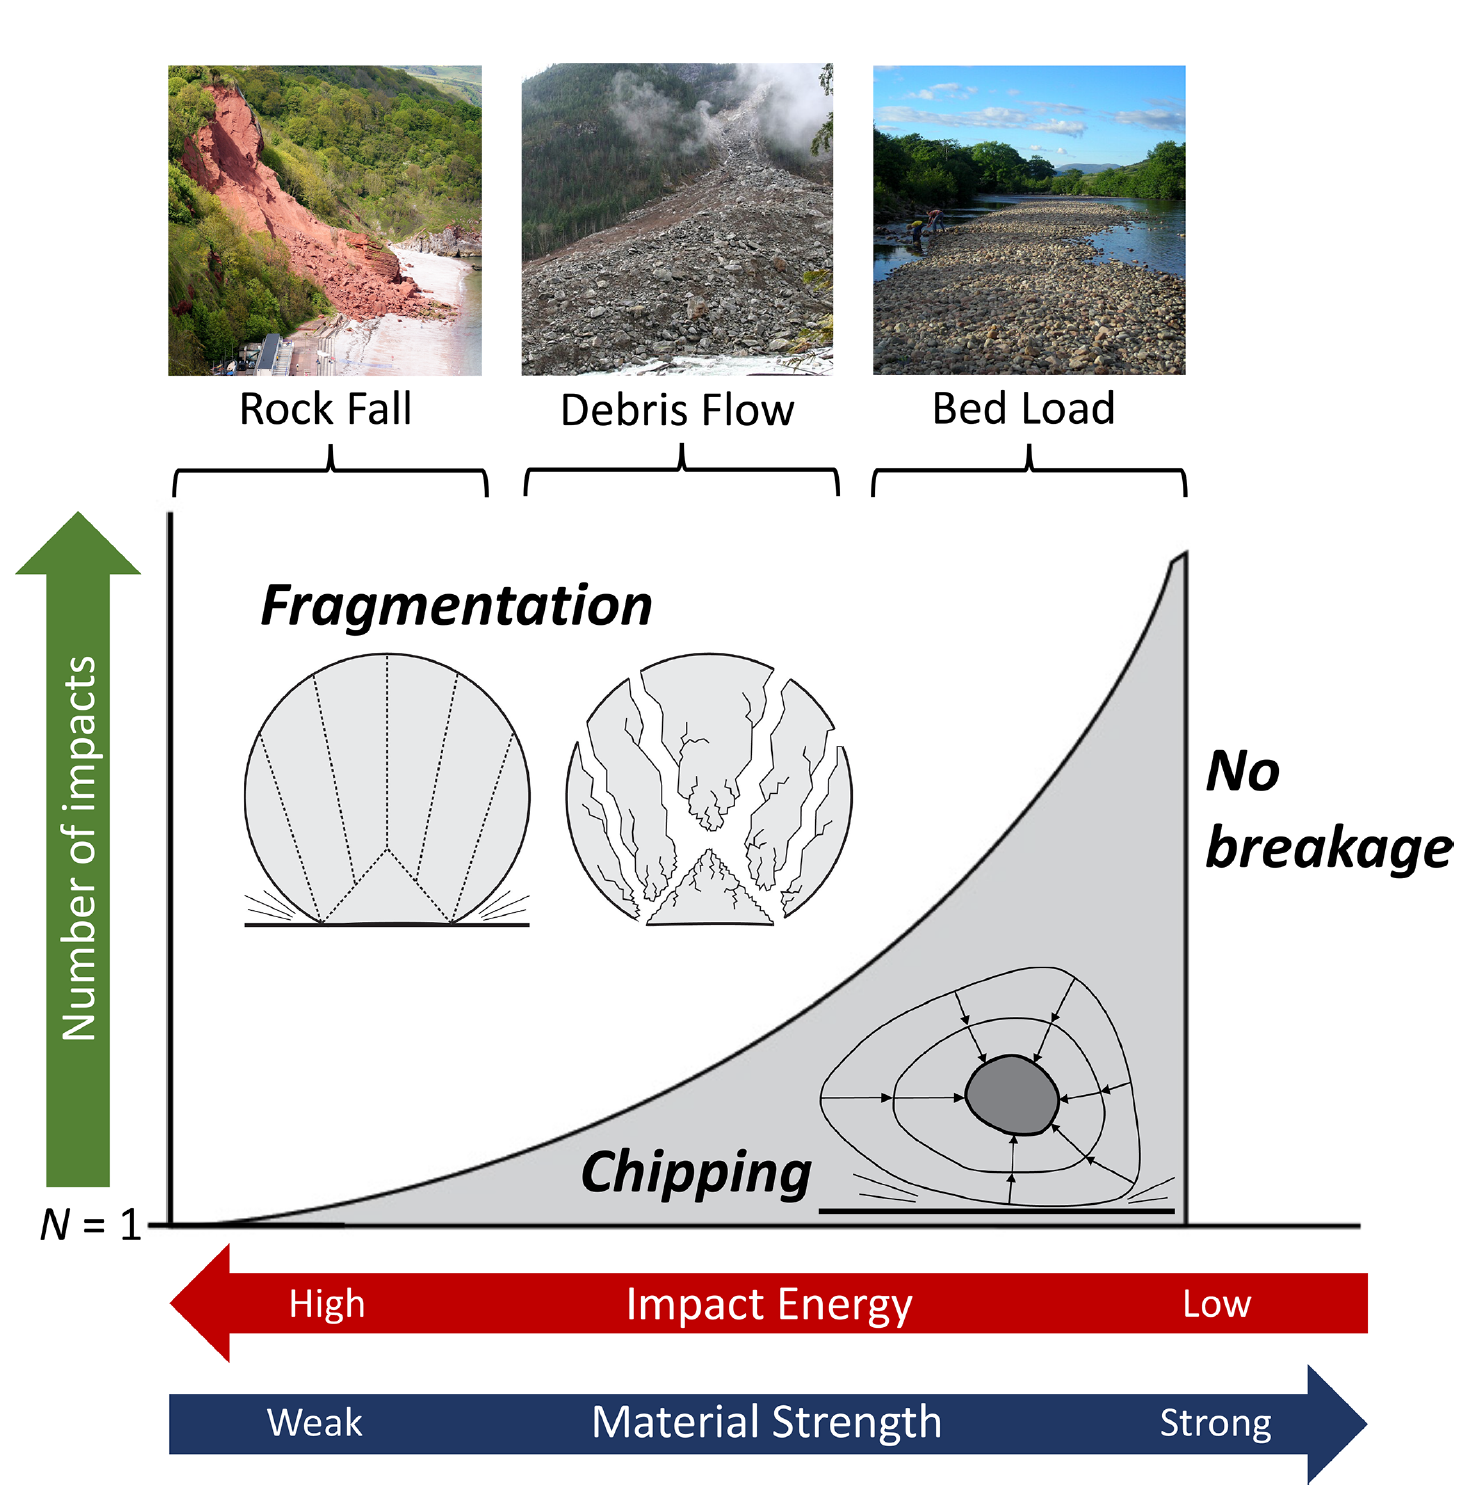 Rock Fall
Debris Flow
Bed Load
Fragmentation
Number of impacts
No
breakage
Chipping
N = 1
High
Impact Energy
Low
Weak
Material Strength
Strong